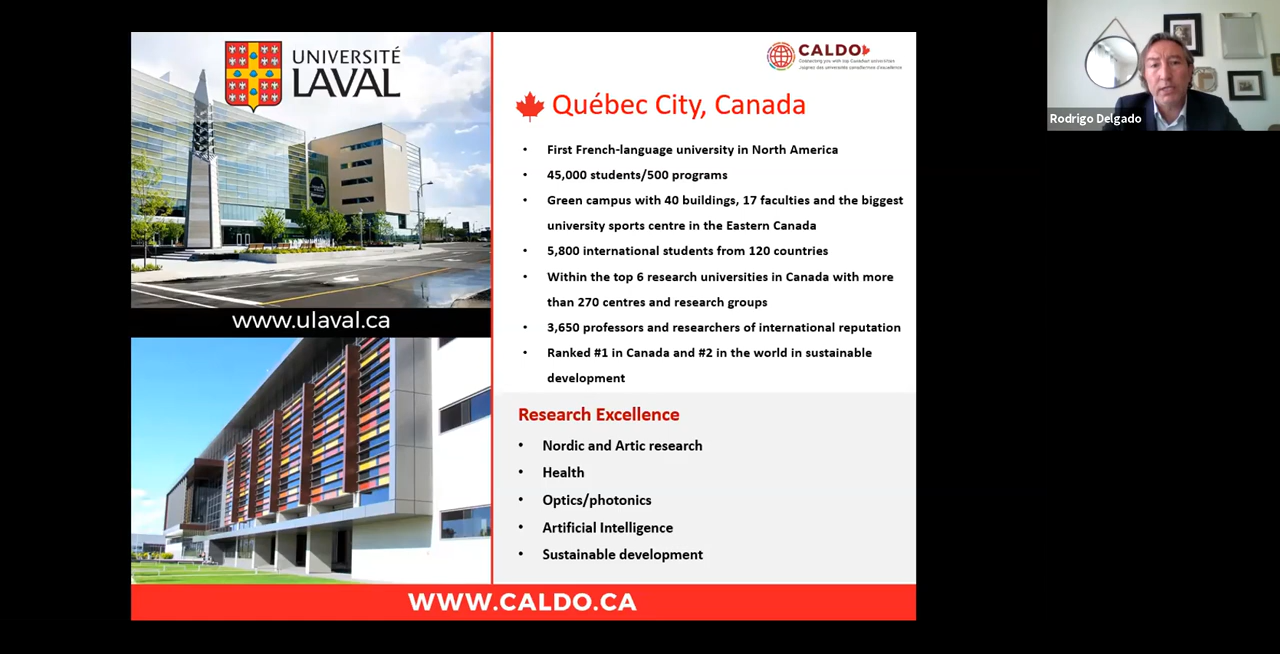 UNIVERSITÉ
LAVAL
www.ulaval.ca
CALDO
Connecting you with top Canadian universities
Québec City, Canada
• First French-language university in North America
• 45,000 students/500 programs
• Green campus with 40 buildings, 17 faculties and the biggest
university sports centre in the Eastern Canada
• 5,800 international students from 120 countries
• Within the top 6 research universities in Canada with more
than 270 centres and research groups
• 3,650 professors and researchers of international reputation
• Ranked #1 in Canada and #2 in the world in sustainable
development
Research Excellence
• Nordic and Artic research
• Health
• Optics/photonics
• Artificial Intelligence
• Sustainable development
WWW.CALDO.CA
Rodrigo Delgado